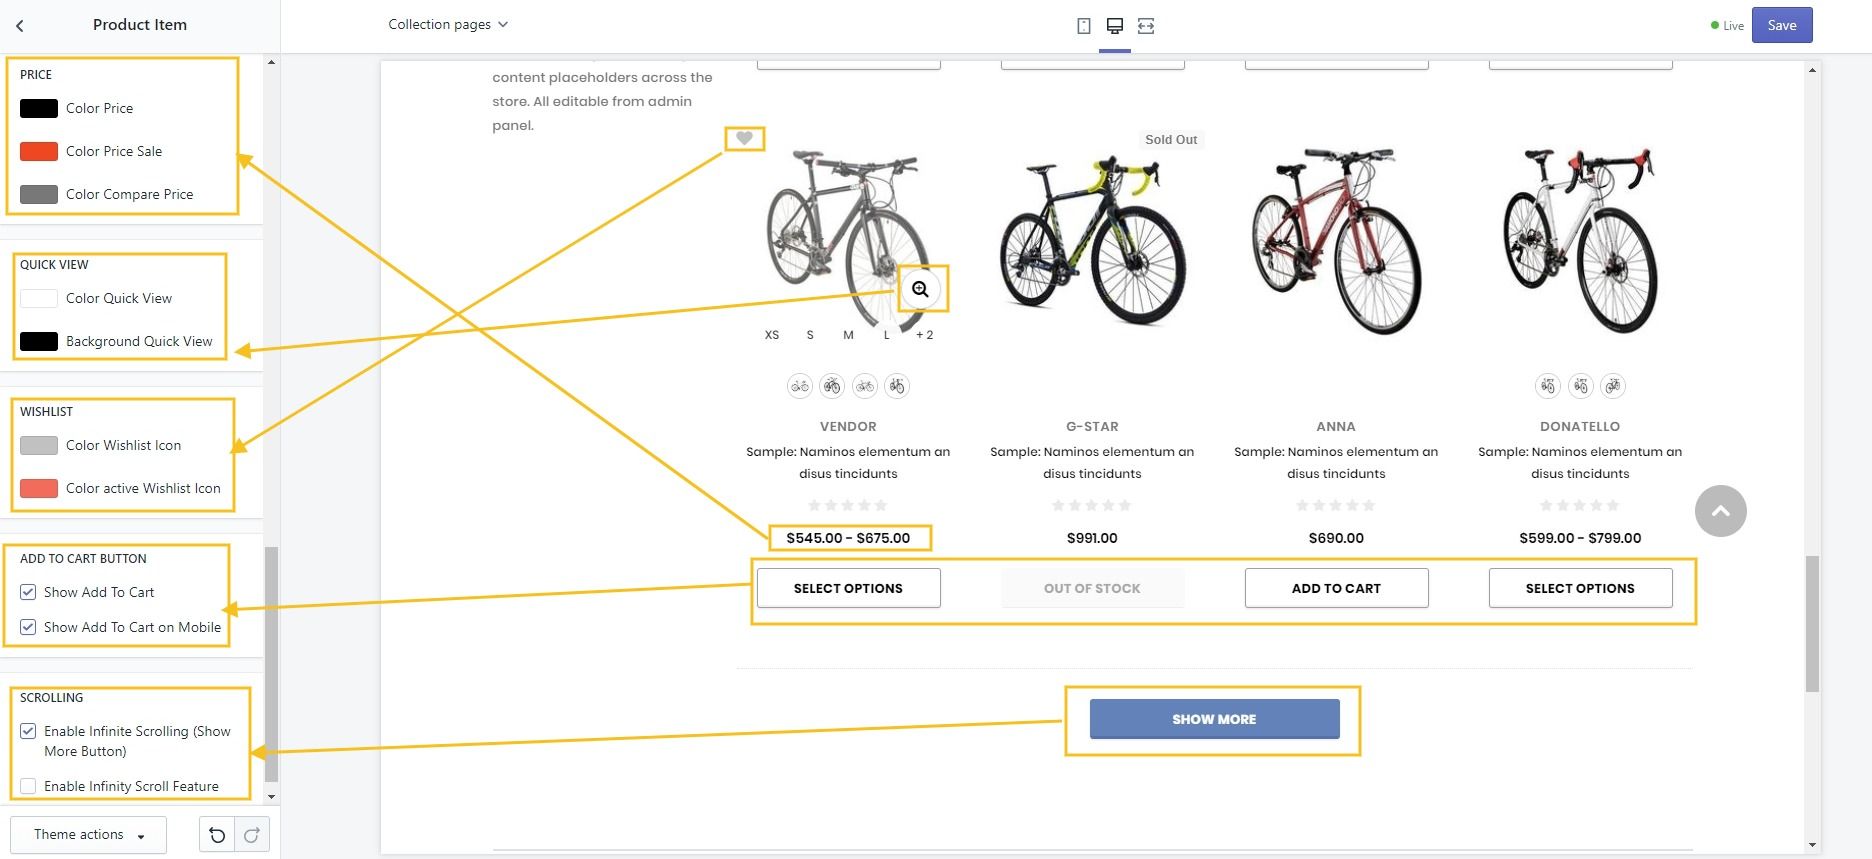 Product Item
Collection pages
Live
Save
PRICE
Color Price
Color Price Sale
Color Compare Price
QUICK VIEW
Color Quick View
Background Quick View
WISHLIST
Color Wishlist Icon
Color active Wishlist Icon
ADD TO CART BUTTON
Show Add To Cart
Show Add To Cart on Mobile
SCROLLING
Enable Infinite Scrolling (Show
More Button)
Enable Infinity Scroll Feature
Theme actions
content placeholders across the
store. All editable from admin
panel.
Sold Out
XS S M L + 2
VENDOR
Sample: Naminos elementum an
disus tincidunts
$545.00 - $675.00
SELECT OPTIONS
G-STAR
Sample: Naminos elementum an
disus tincidunts
$991.00
OUT OF STOCK
ANNA
Sample: Naminos elementum an
disus tincidunts
$690.00
ADD TO CART
DONATELLO
Sample: Naminos elementum an
disus tincidunts
$599.00 - $799.00
SELECT OPTIONS
SHOW MORE